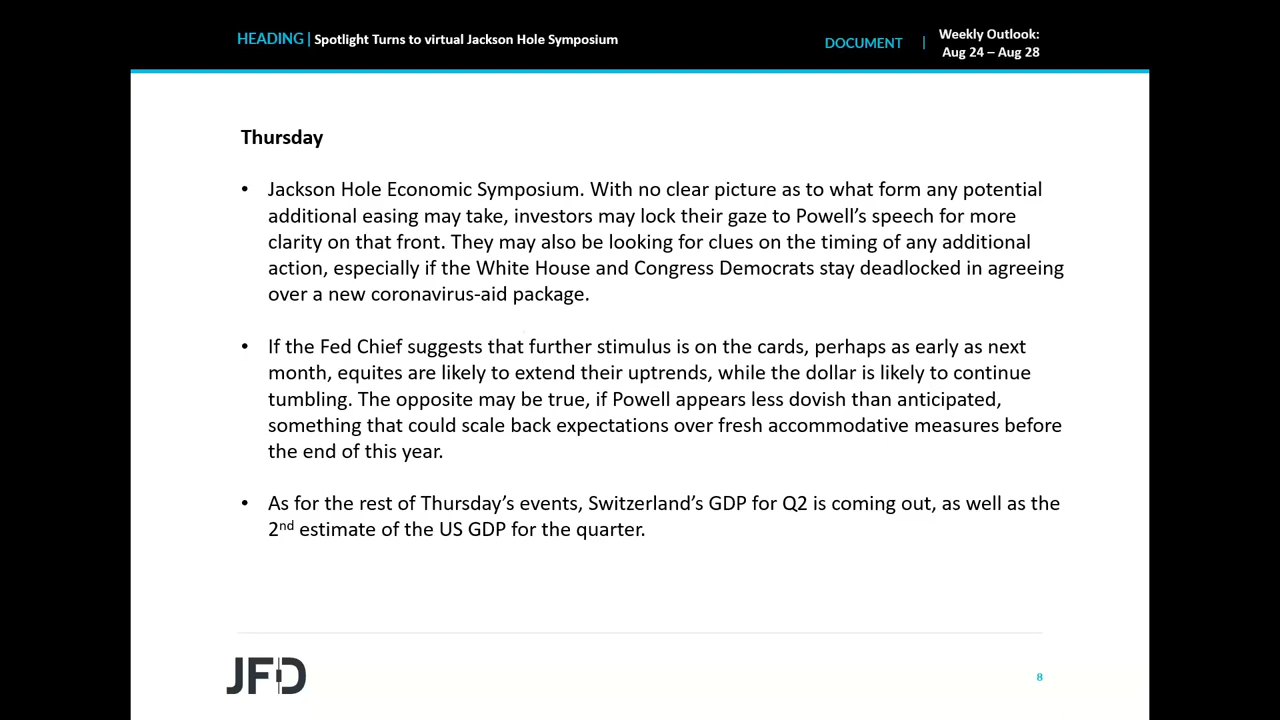 HEADING | Spotlight Turns to virtual Jackson Hole Symposium
DOCUMENT | Weekly Outlook:
Aug 24 – Aug 28
Thursday
• Jackson Hole Economic Symposium. With no clear picture as to what form any potential
additional easing may take, investors may lock their gaze to Powell’s speech for more
clarity on that front. They may also be looking for clues on the timing of any additional
action, especially if the White House and Congress Democrats stay deadlocked in agreeing
over a new coronavirus-aid package.
• If the Fed Chief suggests that further stimulus is on the cards, perhaps as early as next
month, equites are likely to extend their uptrends, while the dollar is likely to continue
tumbling. The opposite may be true, if Powell appears less dovish than anticipated,
something that could scale back expectations over fresh accommodative measures before
the end of this year.
• As for the rest of Thursday’s events, Switzerland’s GDP for Q2 is coming out, as well as the
2nd estimate of the US GDP for the quarter.
JFD
8